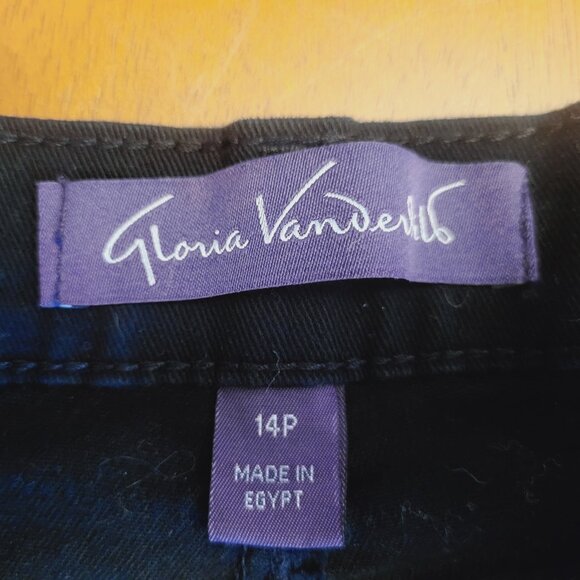 Gloria Vanderbilt
14P
MADE IN
EGYPT